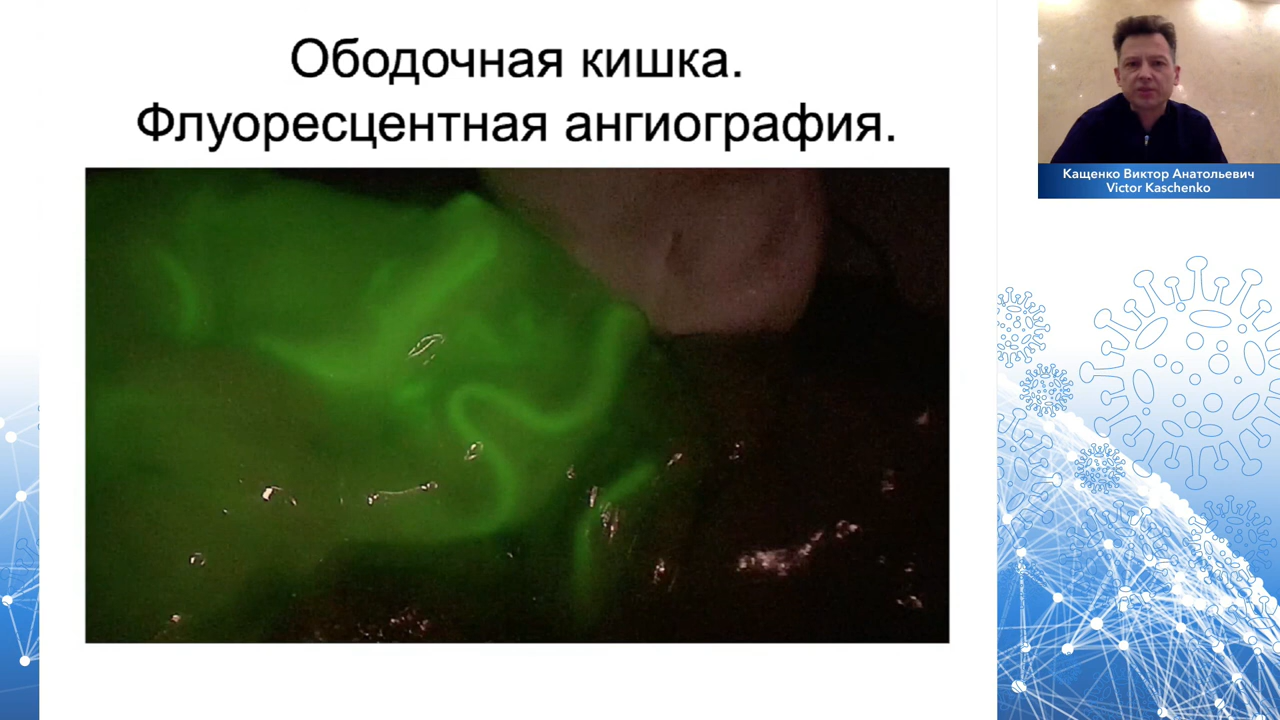 Ободочная кишка.
Флуоресцентная ангиография.
Кащенко Виктор Анатольевич
Victor Kaschenko